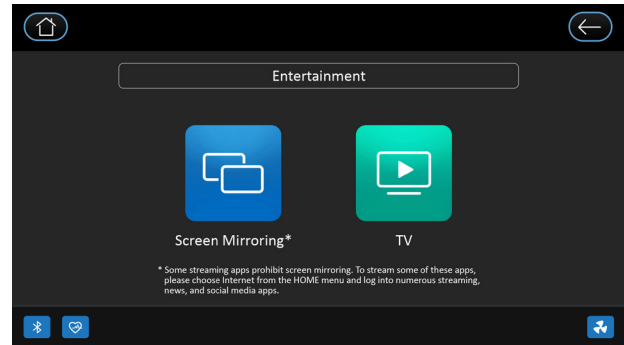 Entertainment
Screen Mirroring*
TV
* Some streaming apps prohibit screen mirroring. To stream some of these apps,
please choose Internet from the HOME menu and log into numerous streaming,
news, and social media apps.